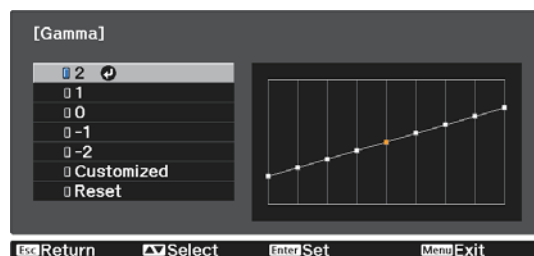 [Gamma]
2
1
0
-1
-2
Customized
Reset
Esc Return Select Enter Set Menu Exit